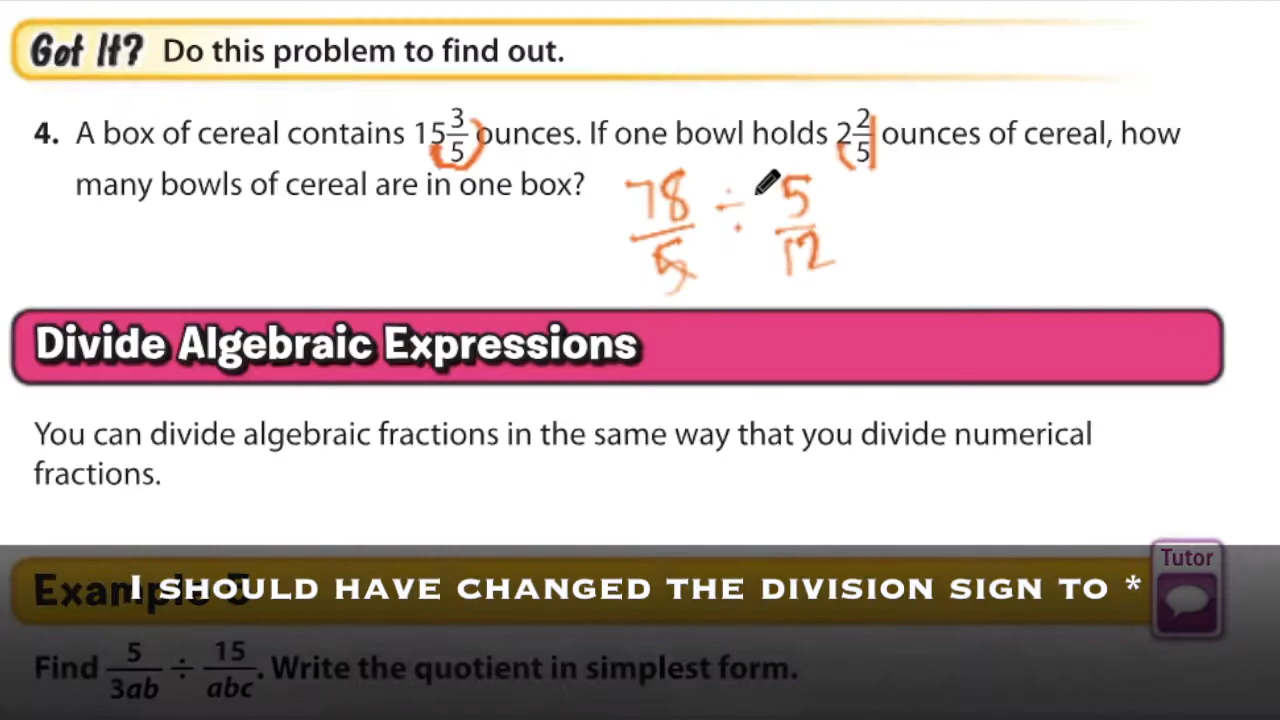 Got It? Do this problem to find out.
4. A box of cereal contains 15 3/5 ounces. If one bowl holds 2 2/5 ounces of cereal, how
many bowls of cereal are in one box?
78/5 ÷ 5/12
Divide Algebraic Expressions
You can divide algebraic fractions in the same way that you divide numerical
fractions.
Tutor
Example 5
I SHOULD HAVE CHANGED THE DIVISION SIGN TO *
Find 5/3ab ÷ 15/abc. Write the quotient in simplest form.